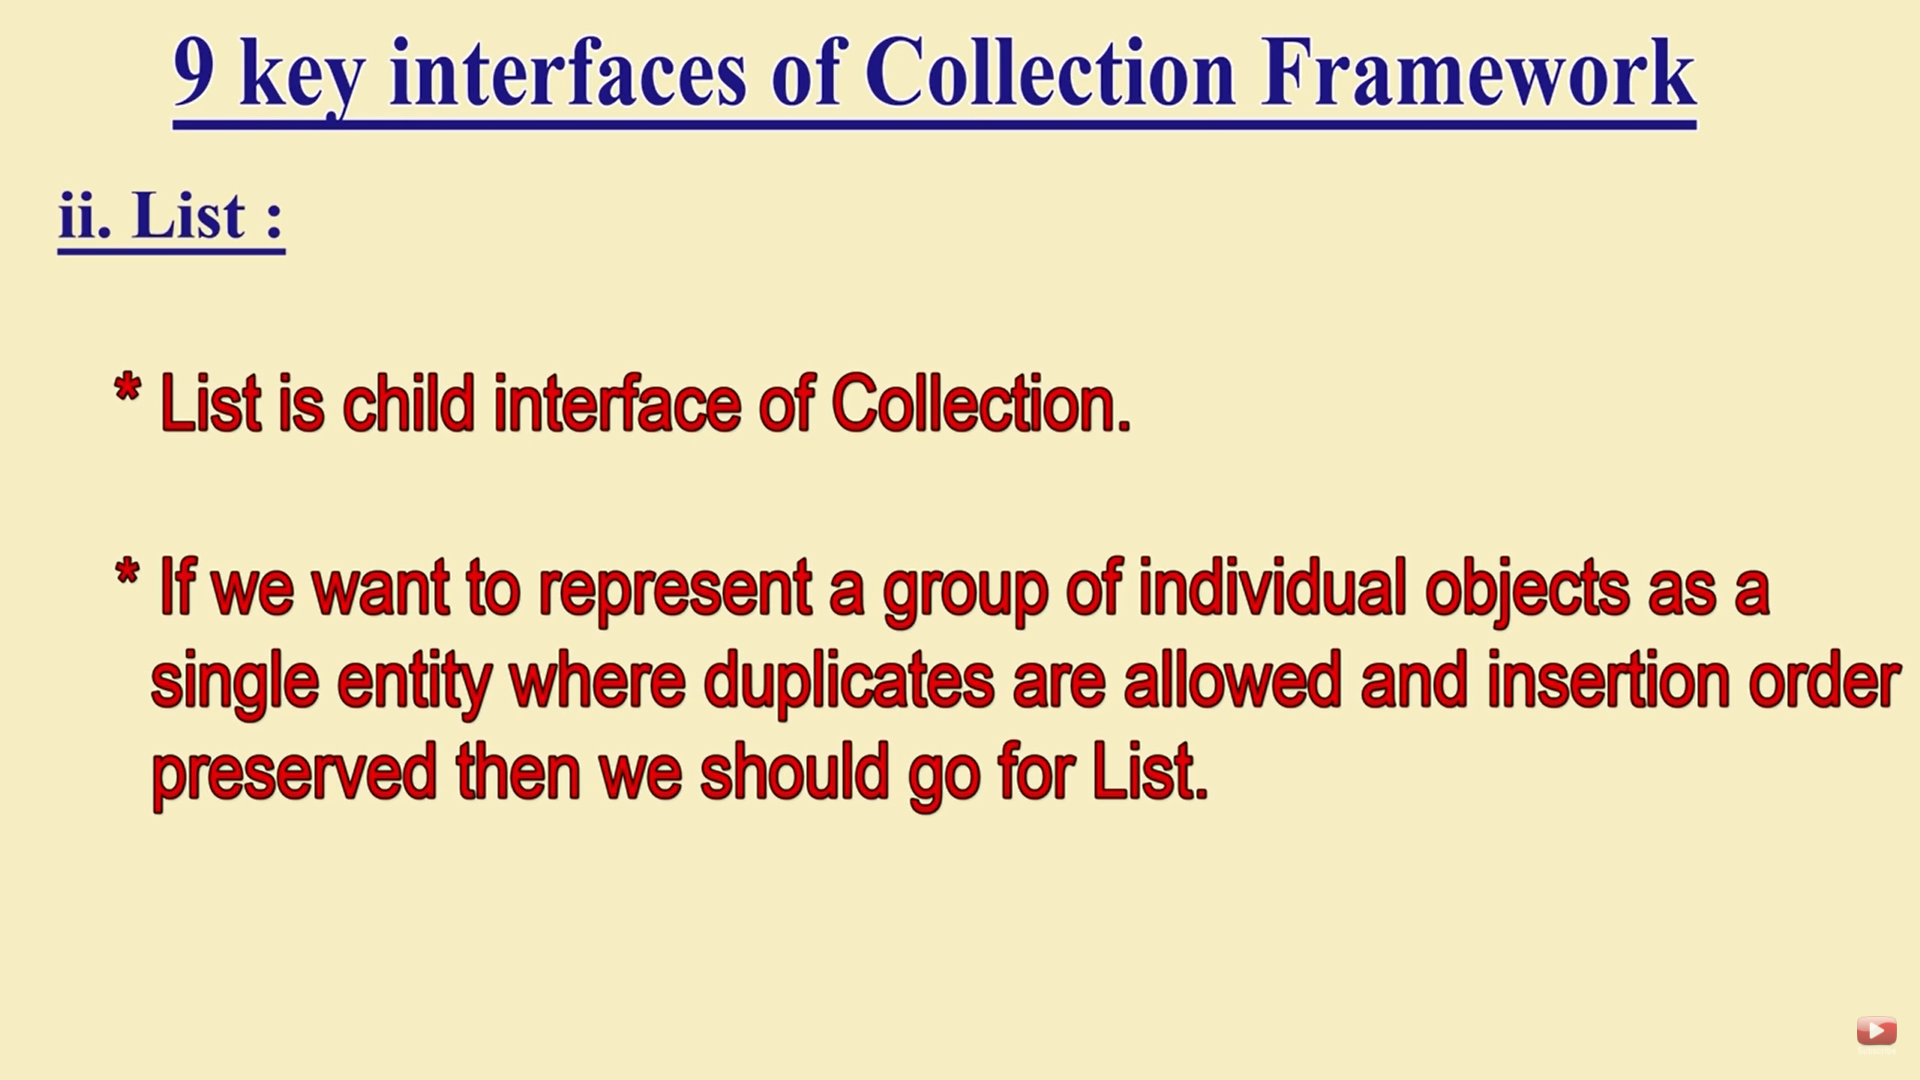 9 key interfaces of Collection Framework
ii. List :
* List is child interface of Collection.
* If we want to represent a group of individual objects as a
single entity where duplicates are allowed and insertion order
preserved then we should go for List.